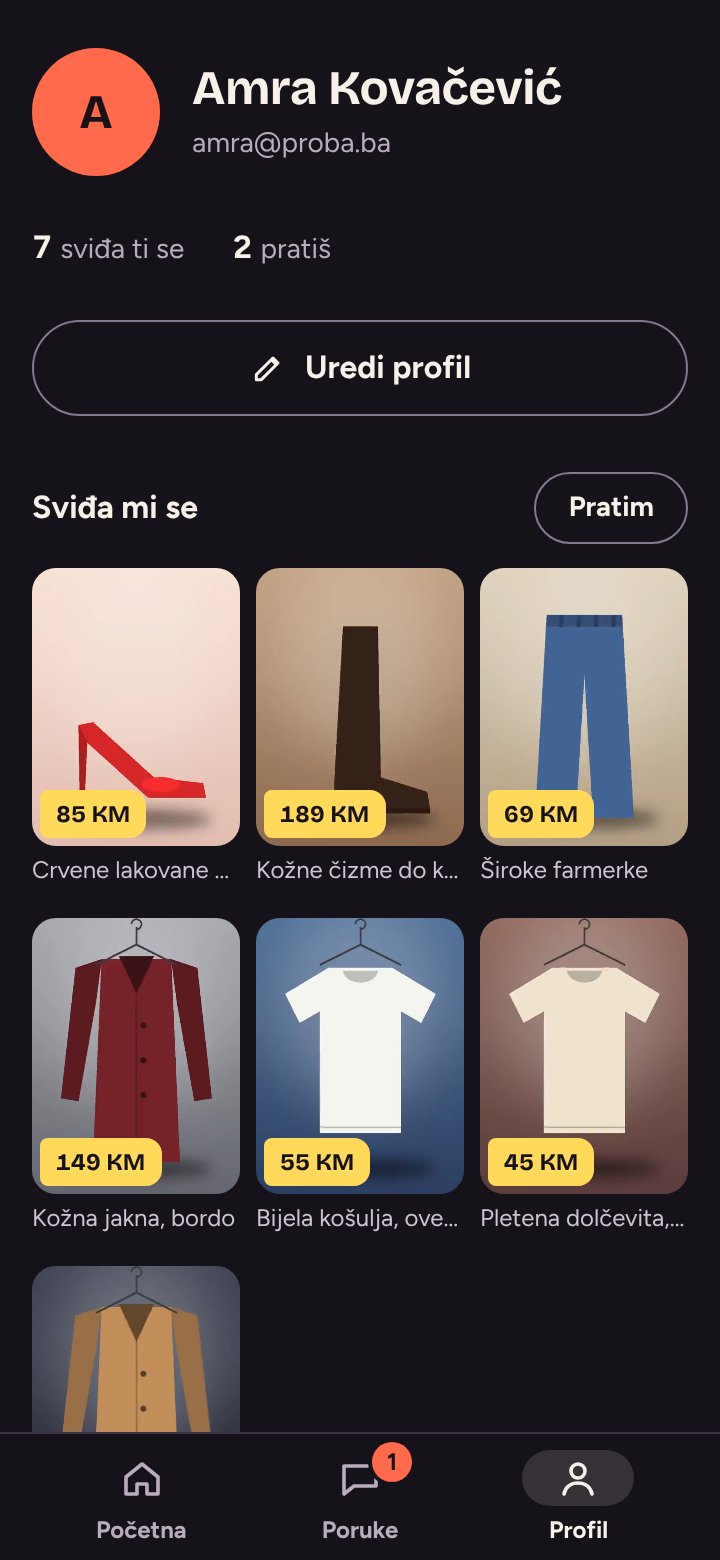 A
Amra Kovačević
amra@proba.ba
7 sviđa ti se 2 pratiš
Uredi profil
Sviđa mi se
Pratim
85 KM
189 KM
69 KM
Crvene lakovane ...
Kožne čizme do k...
Široke farmerke
149 KM
55 KM
45 KM
Kožna jakna, bordo
Bijela košulja, ove...
Pletena dolčevita,...
1
Početna
Poruke
Profil